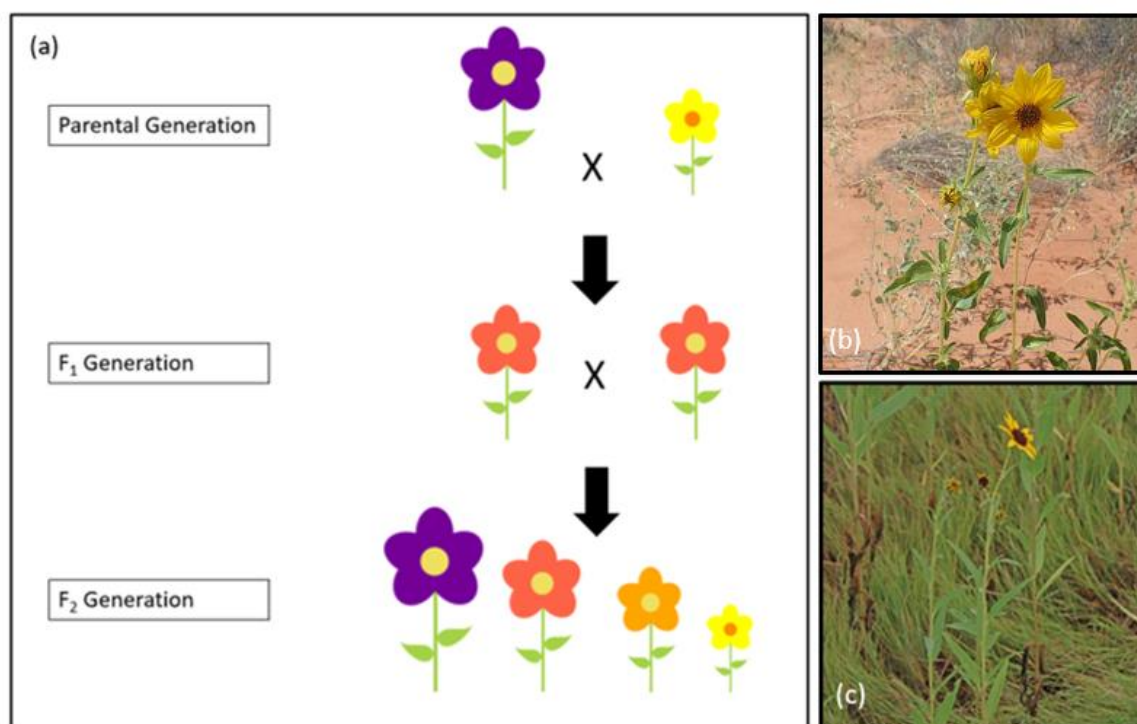 (a)
Parental Generation
X
F₁ Generation
X
F₂ Generation
(b)
(c)